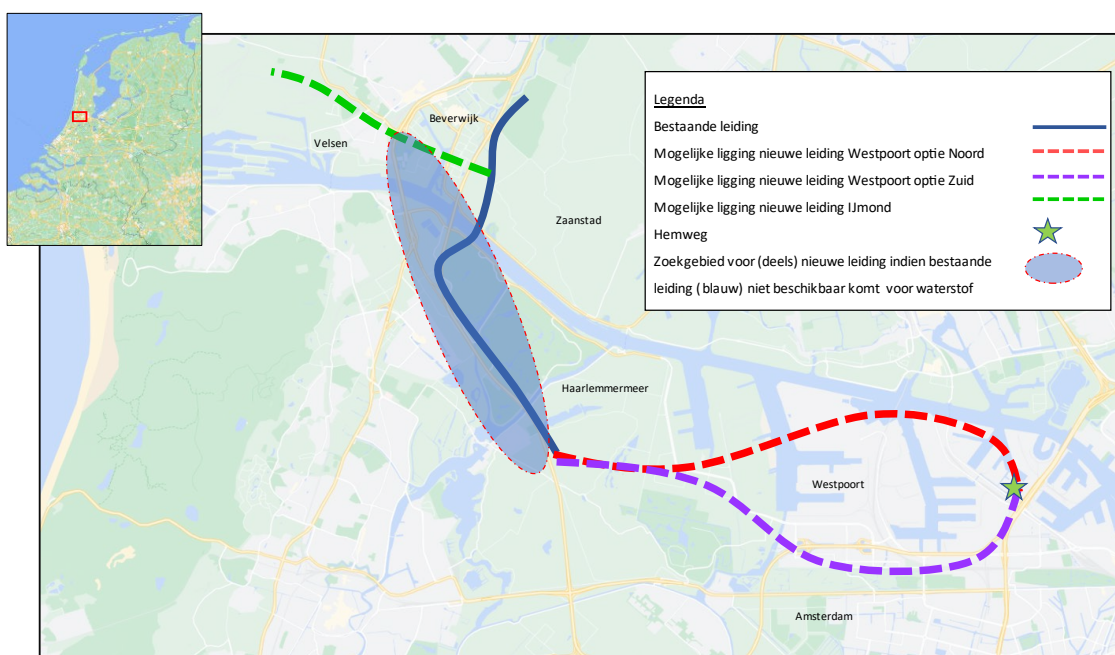 Legenda
Bestaande leiding
Mogelijke ligging nieuwe leiding Westpoort optie Noord
Mogelijke ligging nieuwe leiding Westpoort optie Zuid
Mogelijke ligging nieuwe leiding IJmond
Hemweg
Zoekgebied voor (deels) nieuwe leiding indien bestaande
leiding (blauw) niet beschikbaar komt voor waterstof
Beverwijk
Velsen
Zaanstad
Haarlemmermeer
Westpoort
Amsterdam